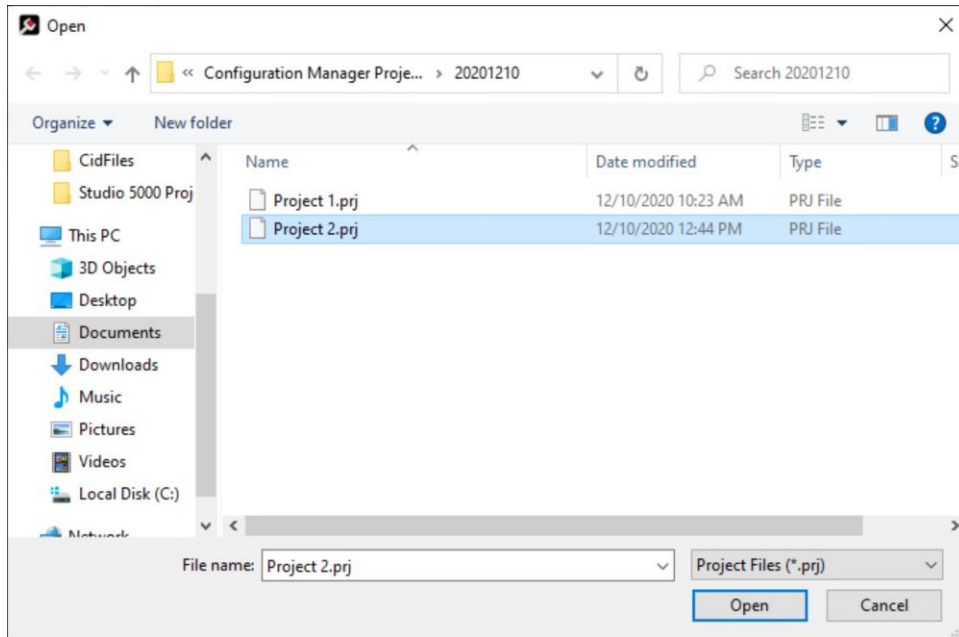 Open
« Configuration Manager Proje... › 20201210
Search 20201210
Organize
New folder
Name
Date modified
Type
S
CidFiles
Studio 5000 Proj
This PC
3D Objects
Desktop
Documents
Downloads
Music
Pictures
Videos
Local Disk (C:)
Network
Project 1.prj 12/10/2020 10:23 AM PRJ File
Project 2.prj 12/10/2020 12:44 PM PRJ File
File name: Project 2.prj
Project Files (*.prj)
Open
Cancel